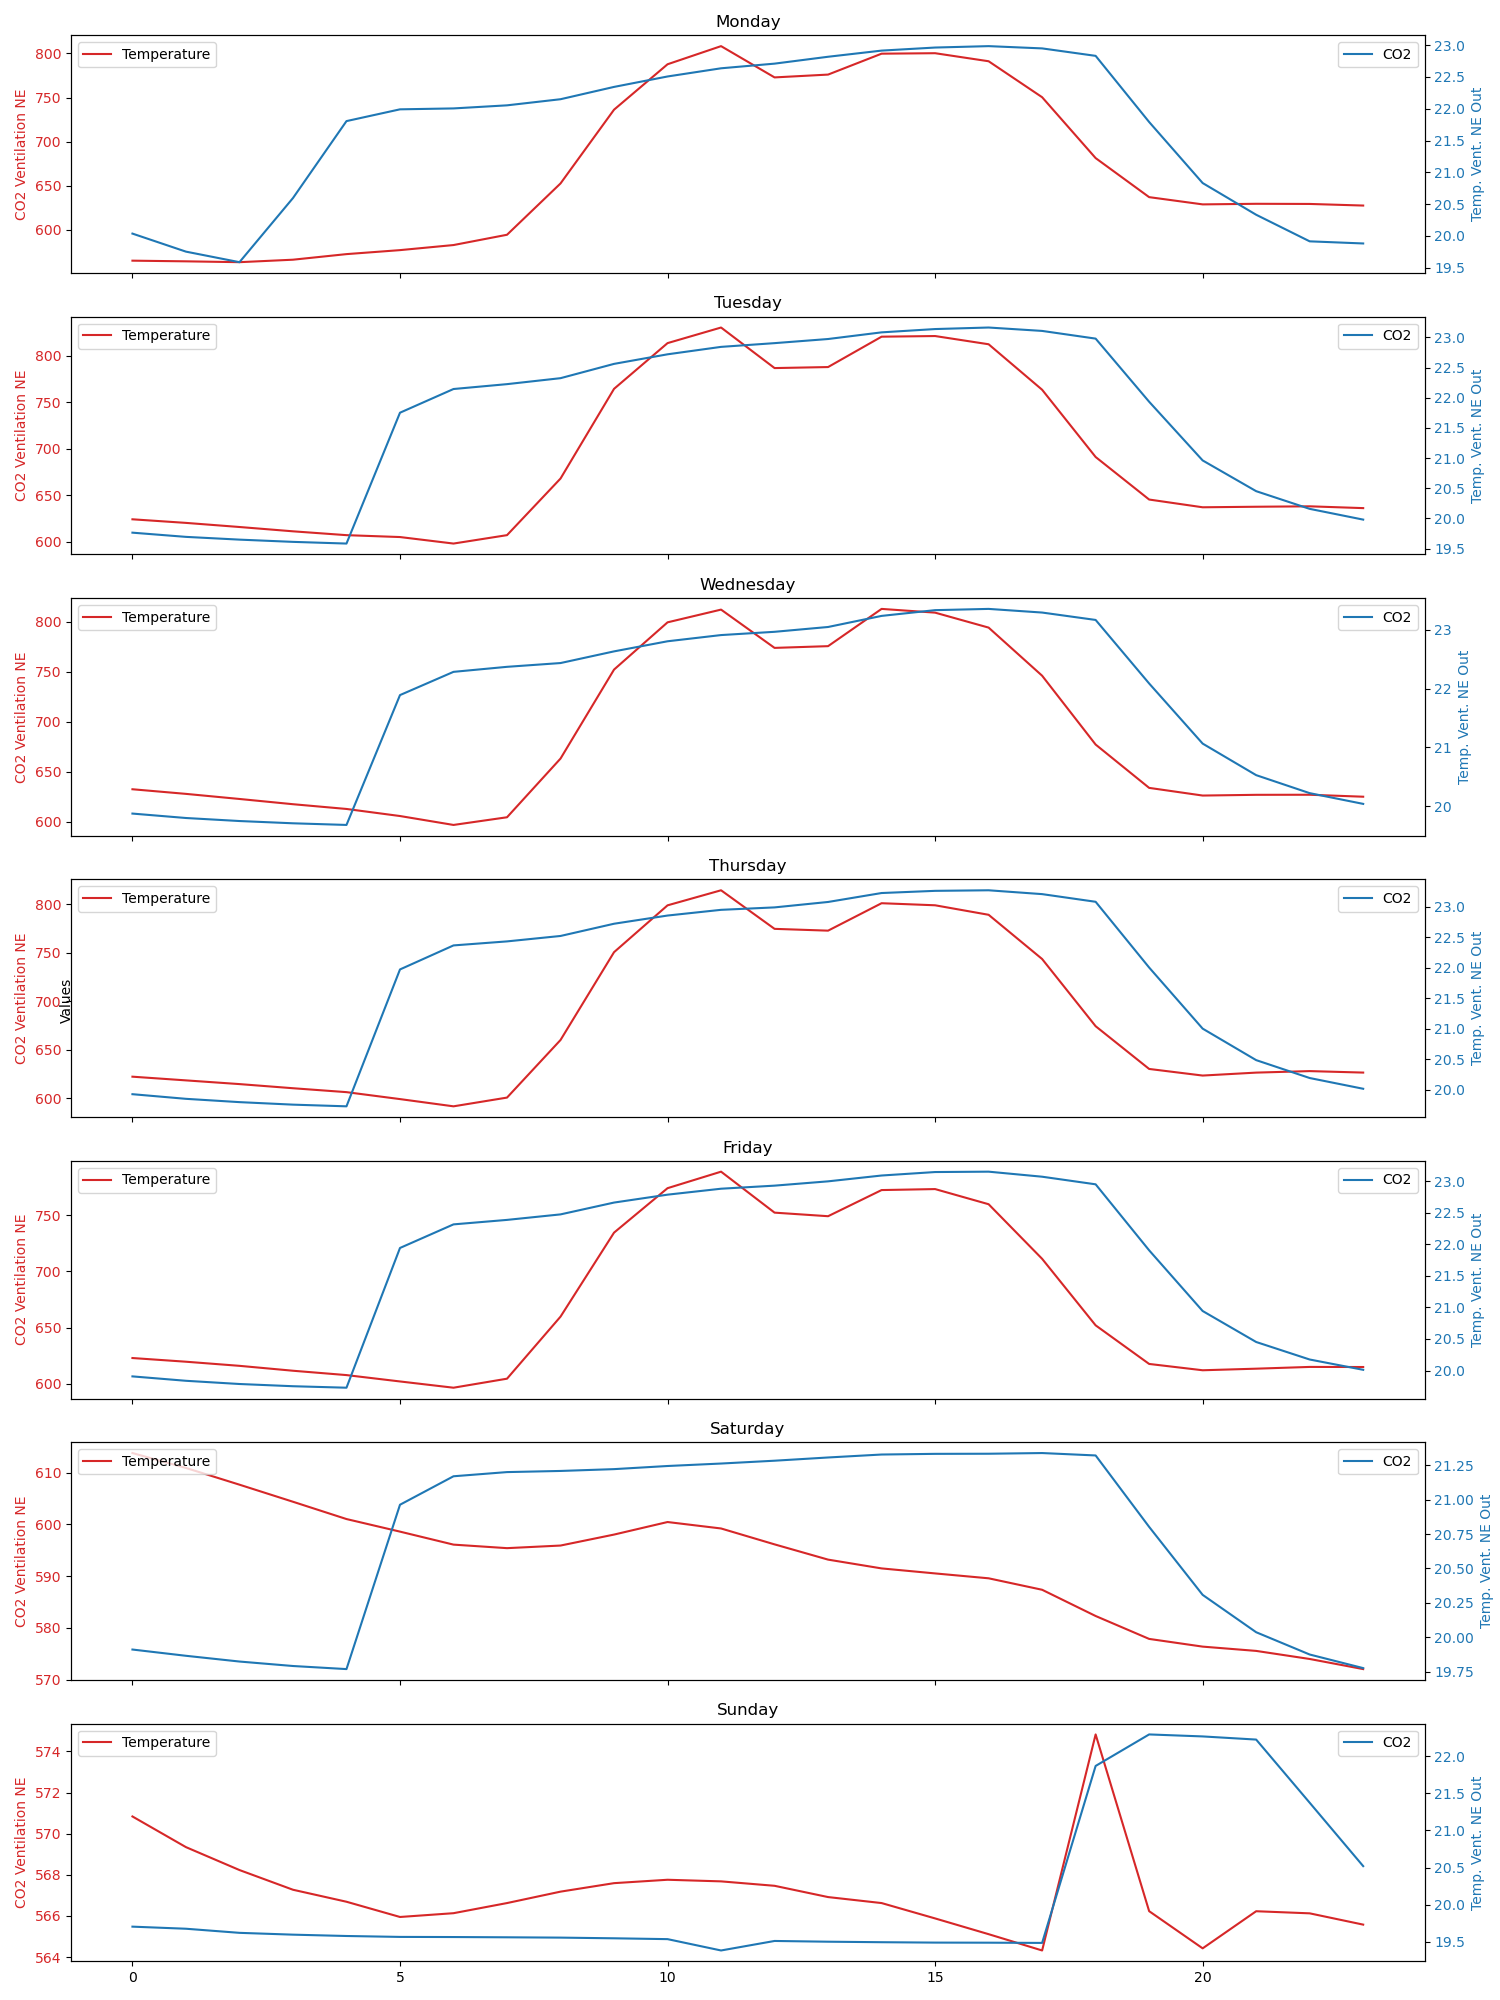 Monday
Temperature
CO2
CO2 Ventilation NE
Temp. Vent. NE Out
800
750
700
650
600
23.0
22.5
22.0
21.5
21.0
20.5
20.0
19.5
Tuesday
Temperature
CO2
CO2 Ventilation NE
Temp. Vent. NE Out
800
750
700
650
600
23.0
22.5
22.0
21.5
21.0
20.5
20.0
19.5
Wednesday
Temperature
CO2
CO2 Ventilation NE
Temp. Vent. NE Out
800
750
700
650
600
23
22
21
20
Thursday
Temperature
CO2
CO2 Ventilation NE
Values
Temp. Vent. NE Out
800
750
700
650
600
23.0
22.5
22.0
21.5
21.0
20.5
20.0
Friday
Temperature
CO2
CO2 Ventilation NE
Temp. Vent. NE Out
750
700
650
600
23.0
22.5
22.0
21.5
21.0
20.5
20.0
Saturday
Temperature
CO2
CO2 Ventilation NE
Temp. Vent. NE Out
610
600
590
580
570
21.25
21.00
20.75
20.50
20.25
20.00
19.75
Sunday
Temperature
CO2
CO2 Ventilation NE
Temp. Vent. NE Out
574
572
570
568
566
564
22.0
21.5
21.0
20.5
20.0
19.5
0 5 10 15 20